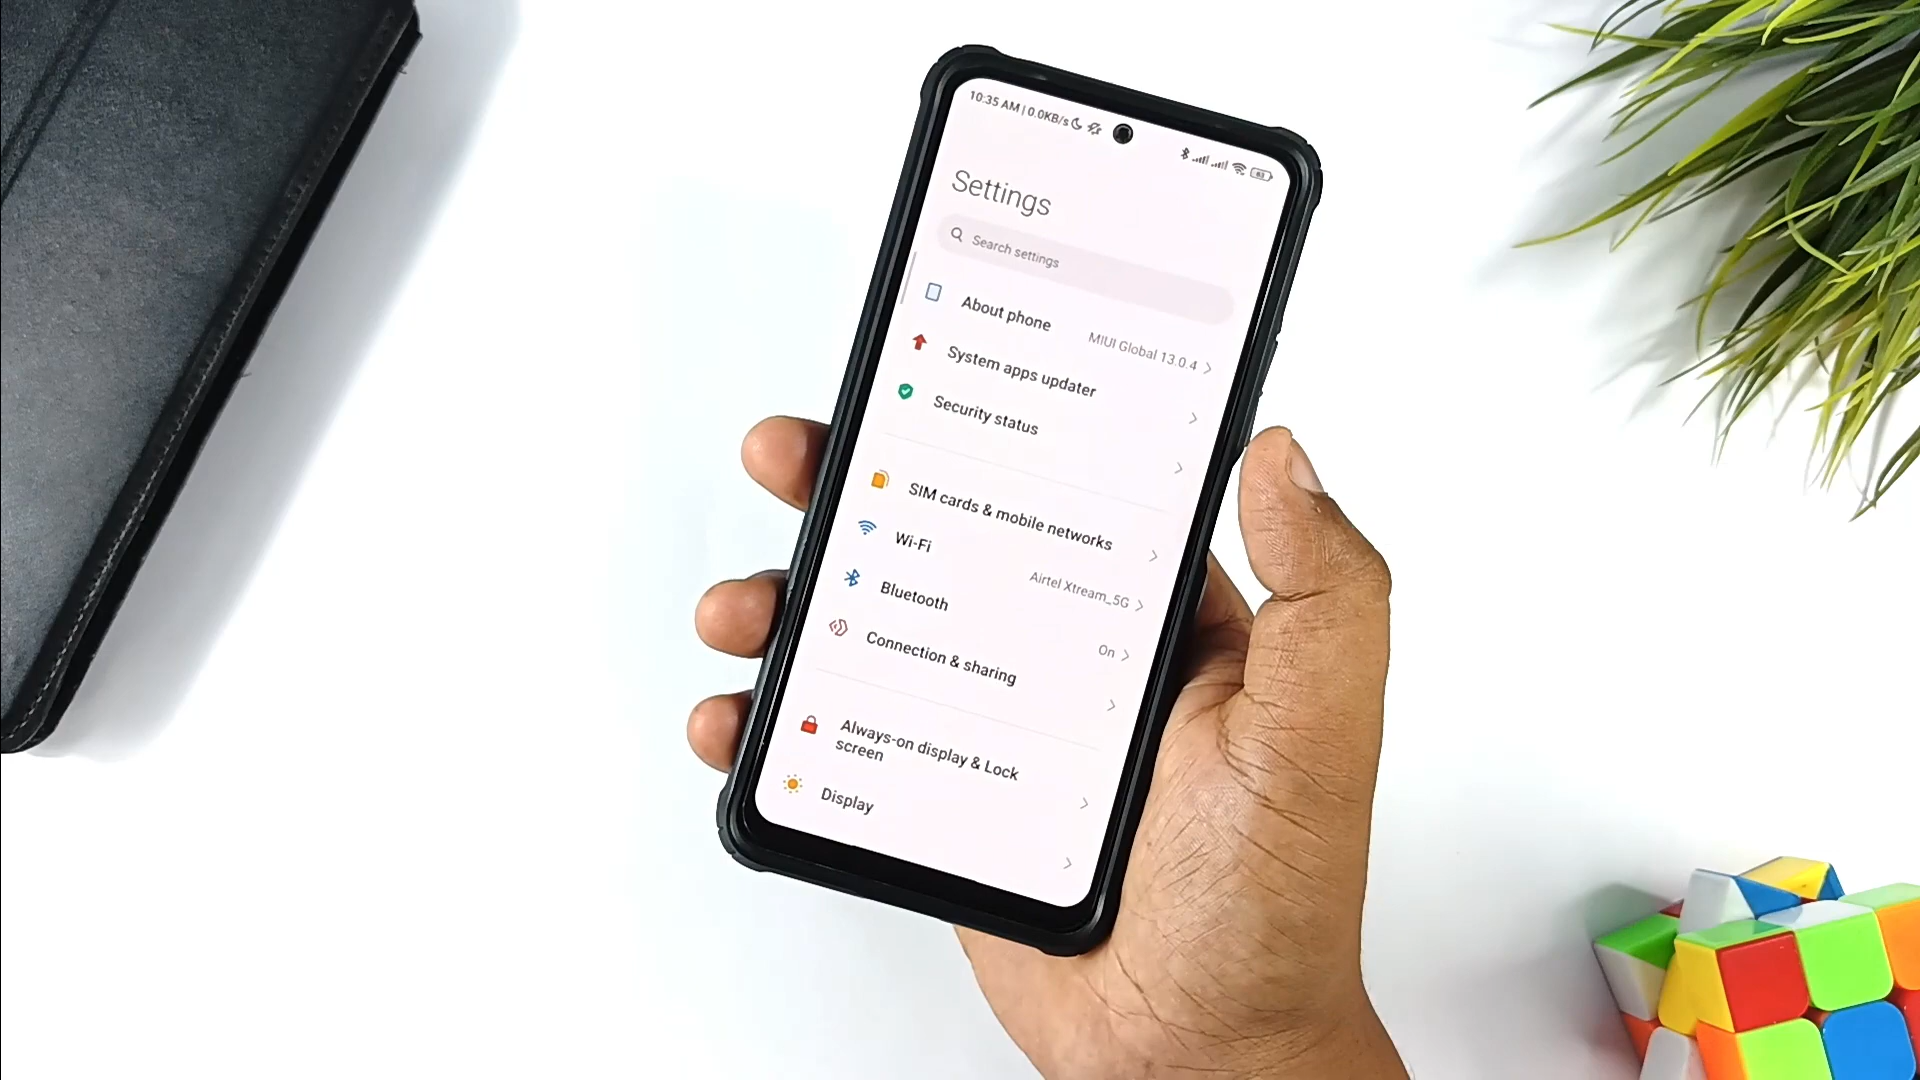 10:35 AM | 0.0KB/s
63
Settings
Search settings
About phone
MIUI Global 13.0.4
System apps updater
Security status
SIM cards & mobile networks
Wi-Fi
Airtel Xtream_5G
Bluetooth
On
Connection & sharing
Always-on display & Lock
screen
Display